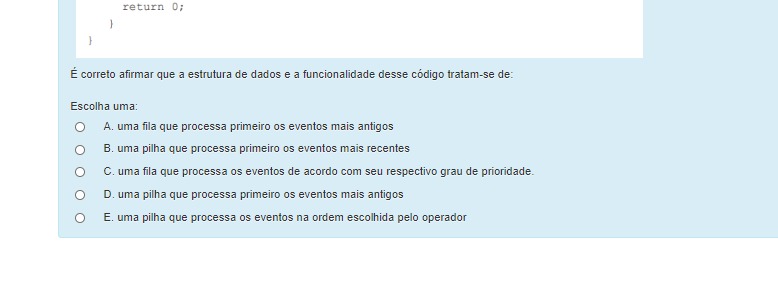 return 0;
}
}
É correto afirmar que a estrutura de dados e a funcionalidade desse código tratam-se de:
Escolha uma:
A. uma fila que processa primeiro os eventos mais antigos
B. uma pilha que processa primeiro os eventos mais recentes
C. uma fila que processa os eventos de acordo com seu respectivo grau de prioridade.
D. uma pilha que processa primeiro os eventos mais antigos
E. uma pilha que processa os eventos na ordem escolhida pelo operador